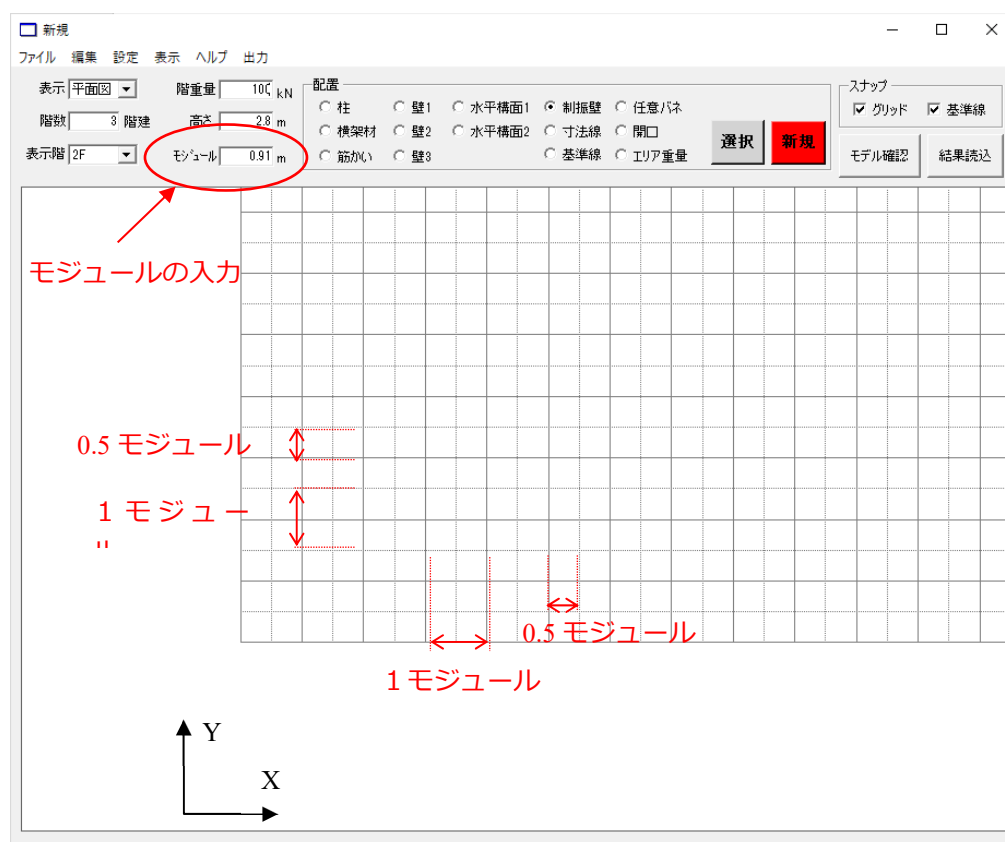 新規
ファイル 編集 設定 表示 ヘルプ 出力
表示 平面図 階重量 100 kN 配置 スナップ
柱 壁1 水平構面1 制振壁 任意バネ グリッド 基準線
階数 3 階建 高さ 2.8 m
横架材 壁2 水平構面2 寸法線 開口 選択 新規
表示階 2F モジュール 0.91 m 筋かい 壁3 基準線 エリア重量 モデル確認 結果読込
モジュールの入力
0.5 モジュール
1 モジュー
0.5 モジュール
1モジュール
Y
X